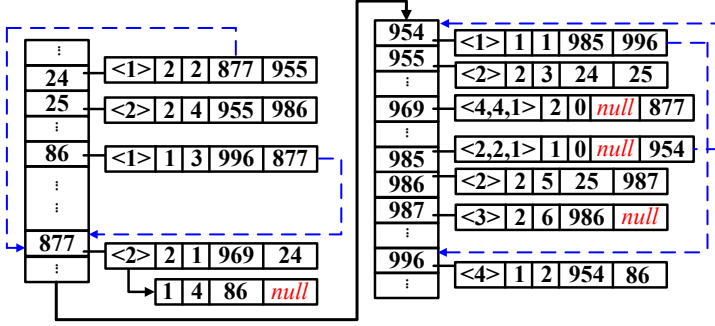 ⋮
24 <1> 2 2 877 955
25 <2> 2 4 955 986
⋮
86 <1> 1 3 996 877
⋮
⋮
877 <2> 2 1 969 24
⋮
1 4 86 null
954 <1> 1 1 985 996
955 <2> 2 3 24 25
⋮
969 <4,4,1> 2 0 null 877
⋮
985 <2,2,1> 1 0 null 954
986 <2> 2 5 25 987
987 <3> 2 6 986 null
⋮
996 <4> 1 2 954 86
⋮